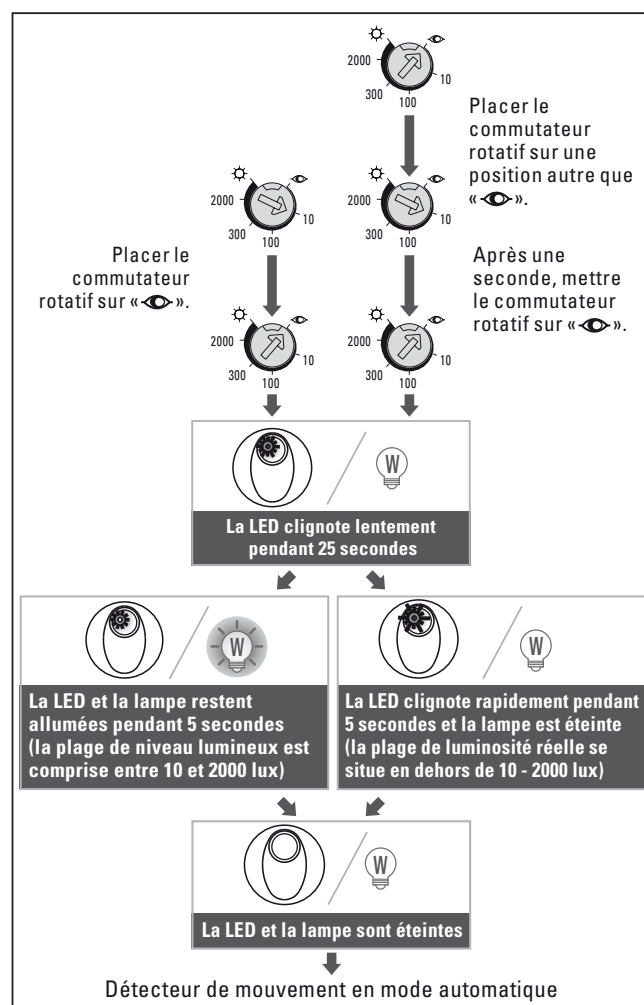 2000
10
300
100
Placer le
commutateur
rotatif sur une
position autre que
« ».
2000
10
300
100
2000
10
300
100
Placer le
commutateur
rotatif sur « ».
Après une
seconde, mettre
le commutateur
rotatif sur « ».
2000
10
300
100
2000
10
300
100
W
La LED clignote lentement
pendant 25 secondes
W
La LED et la lampe restent
allumées pendant 5 secondes
(la plage de niveau lumineux est
comprise entre 10 et 2000 lux)
W
La LED clignote rapidement pendant
5 secondes et la lampe est éteinte
(la plage de luminosité réelle se
situe en dehors de 10 - 2000 lux)
W
La LED et la lampe sont éteintes
Détecteur de mouvement en mode automatique